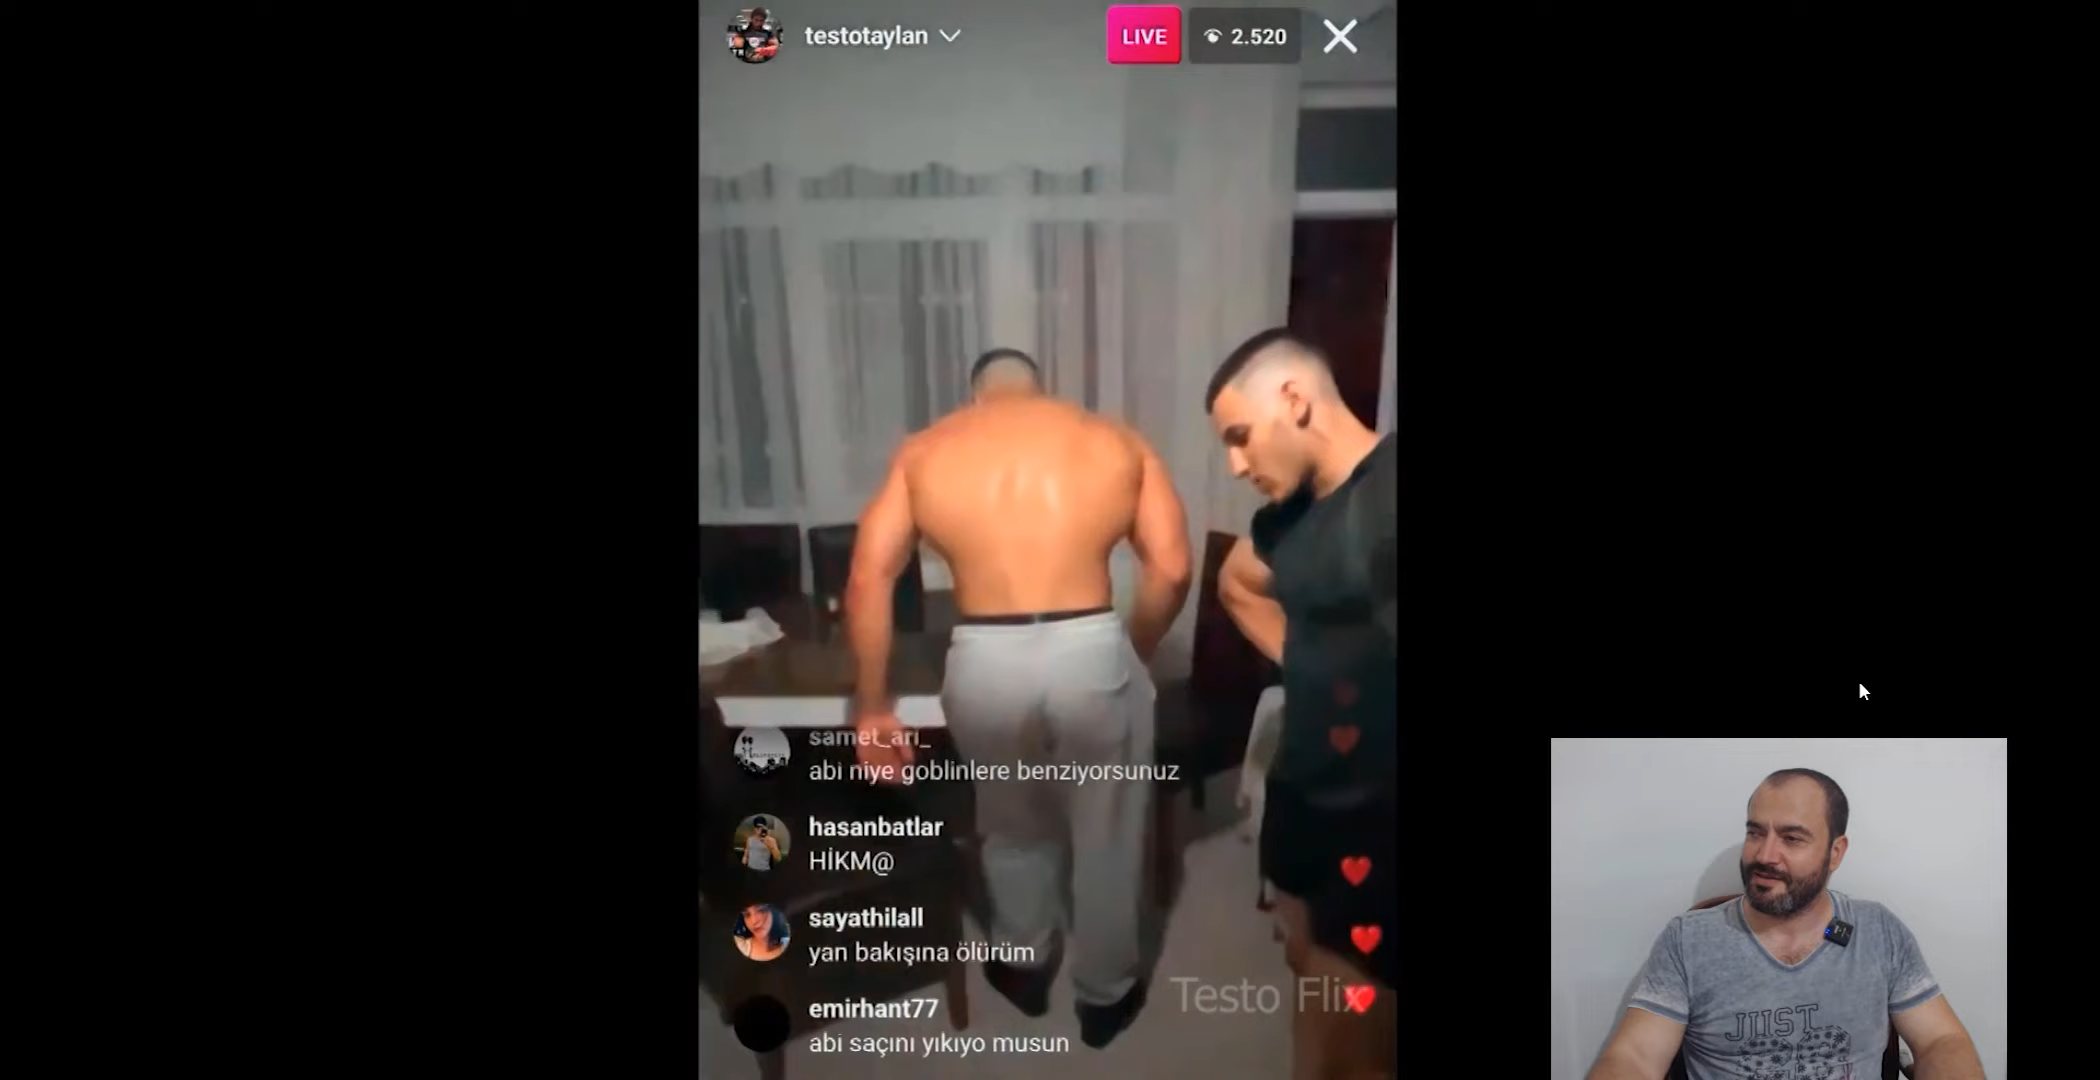 testotaylan
LIVE
2.520
samet_ari_
abi niye goblinlere benziyorsunuz
hasanbatlar
HİKM@
sayathilall
yan bakışına ölürüm
Testo Flix
emirhant77
abi saçını yıkıyo musun
JIIST